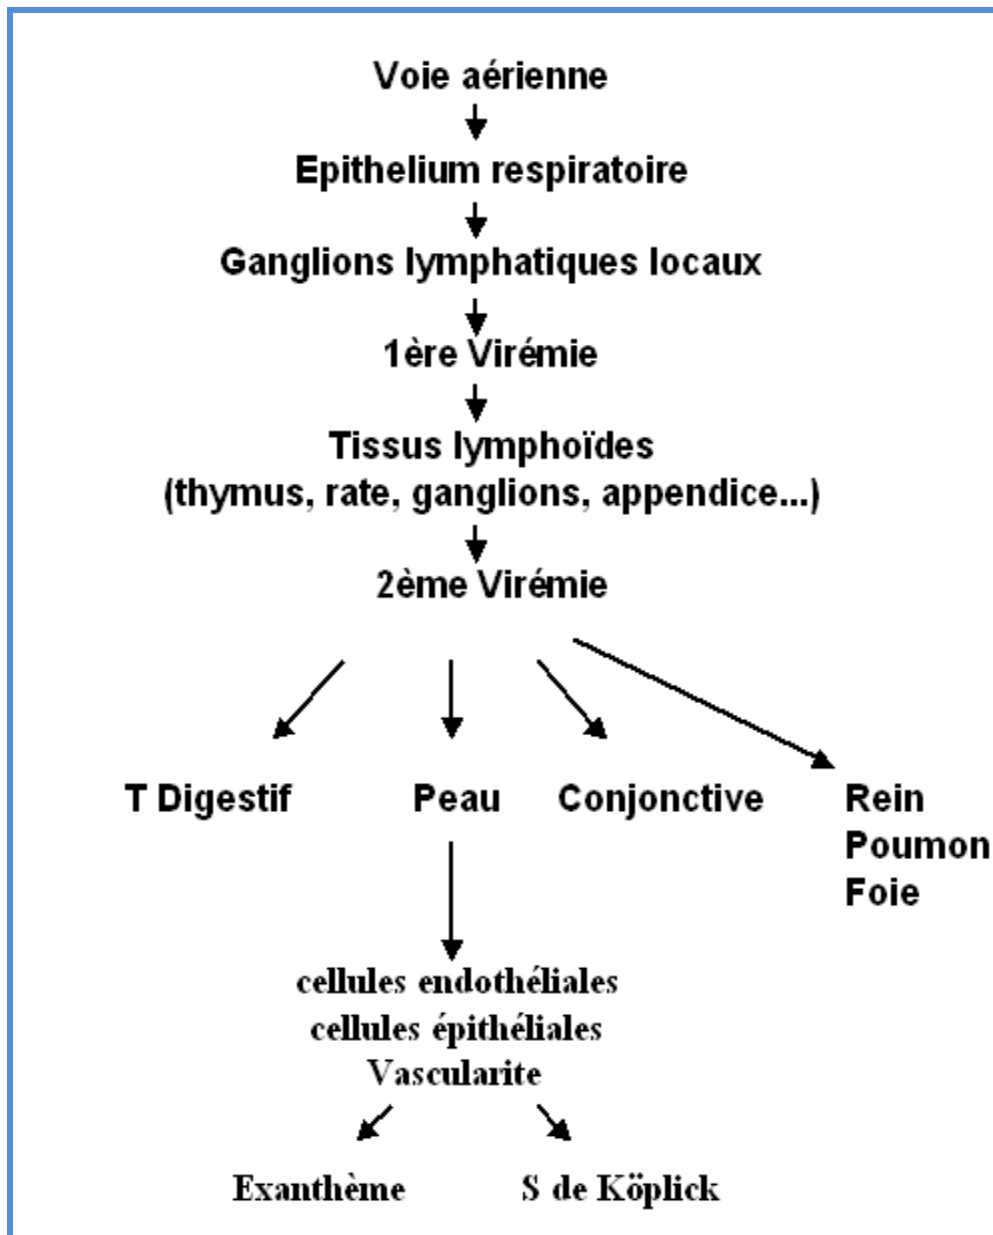 Voie aérienne
Epithelium respiratoire
Ganglions lymphatiques locaux
1ère Virémie
Tissus lymphoïdes
(thymus, rate, ganglions, appendice...)
2ème Virémie
T Digestif
Peau
Conjonctive
Rein
Poumon
Foie
cellules endothéliales
cellules épithéliales
Vascularite
Exanthème
S de Köplick